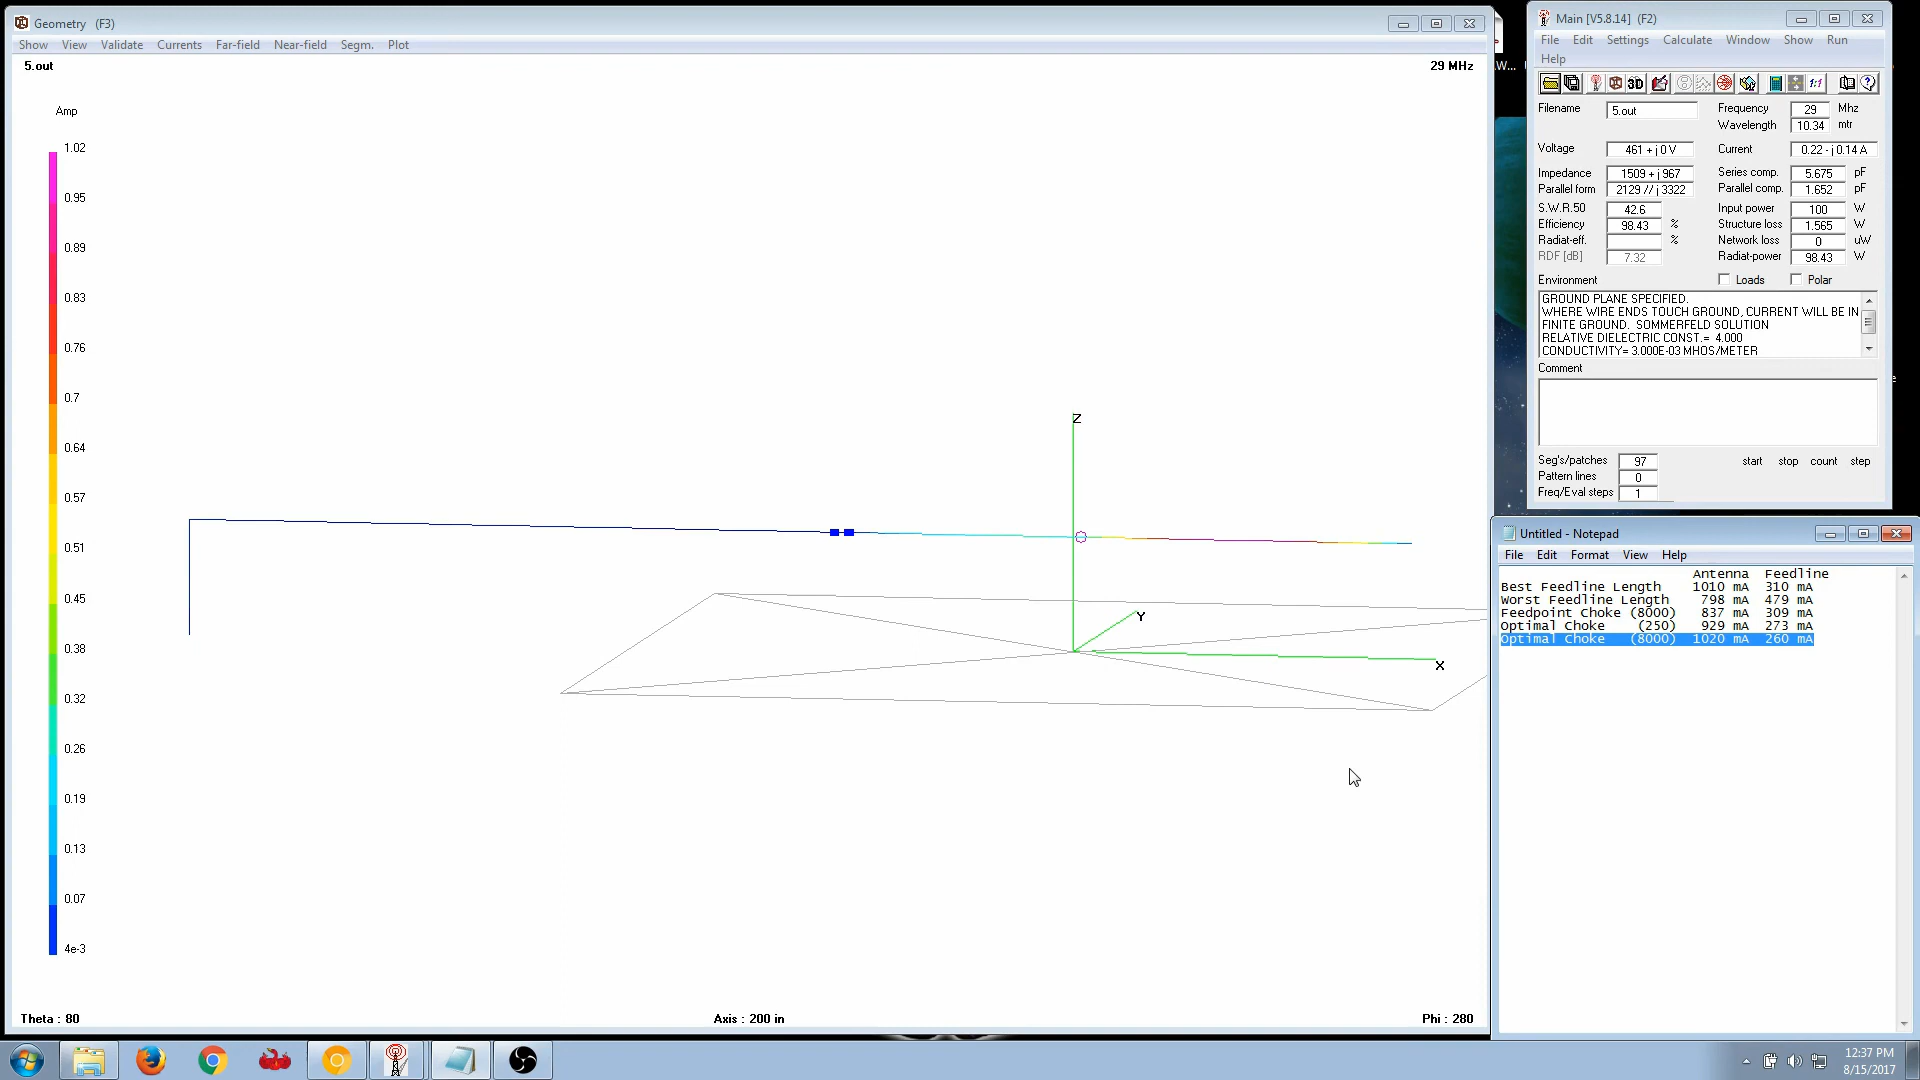 Geometry (F3)
Show View Validate Currents Far-field Near-field Segm. Plot
5.out
29 MHz
Amp
1.02
0.95
0.89
0.83
0.76
0.7
0.64
0.57
0.51
0.45
0.38
0.32
0.26
0.19
0.13
0.07
4e-3
Z
Y
X
Theta : 80
Axis : 200 in
Phi : 280
Main [V5.8.14] (F2)
File Edit Settings Calculate Window Show Run
Help
3D 1:1
Filename 5.out Frequency 29 Mhz
Wavelength 10.34 mtr
Voltage 461 + j 0 V Current 0.22 - j 0.14 A
Impedance 1509 + j 967 Series comp. 5.675 pF
Parallel form 2129 // j 3322 Parallel comp. 1.652 pF
S.W.R.50 42.6 Input power 100 W
Efficiency 98.43 % Structure loss 1.565 W
Radiat-eff. % Network loss 0 uW
RDF [dB] 7.32 Radiat-power 98.43 W
Environment Loads Polar
GROUND PLANE SPECIFIED.
WHERE WIRE ENDS TOUCH GROUND, CURRENT WILL BE IN
FINITE GROUND. SOMMERFELD SOLUTION
RELATIVE DIELECTRIC CONST.= 4.000
CONDUCTIVITY= 3.000E-03 MHOS/METER
Comment
Seg's/patches 97 start stop count step
Pattern lines 0
Freq/Eval steps 1
Untitled - Notepad
File Edit Format View Help
Antenna Feedline
Best Feedline Length 1010 mA 310 mA
Worst Feedline Length 798 mA 479 mA
Feedpoint Choke (8000) 837 mA 309 mA
Optimal Choke (250) 929 mA 273 mA
Optimal Choke (8000) 1020 mA 260 mA
12:37 PM
8/15/2017